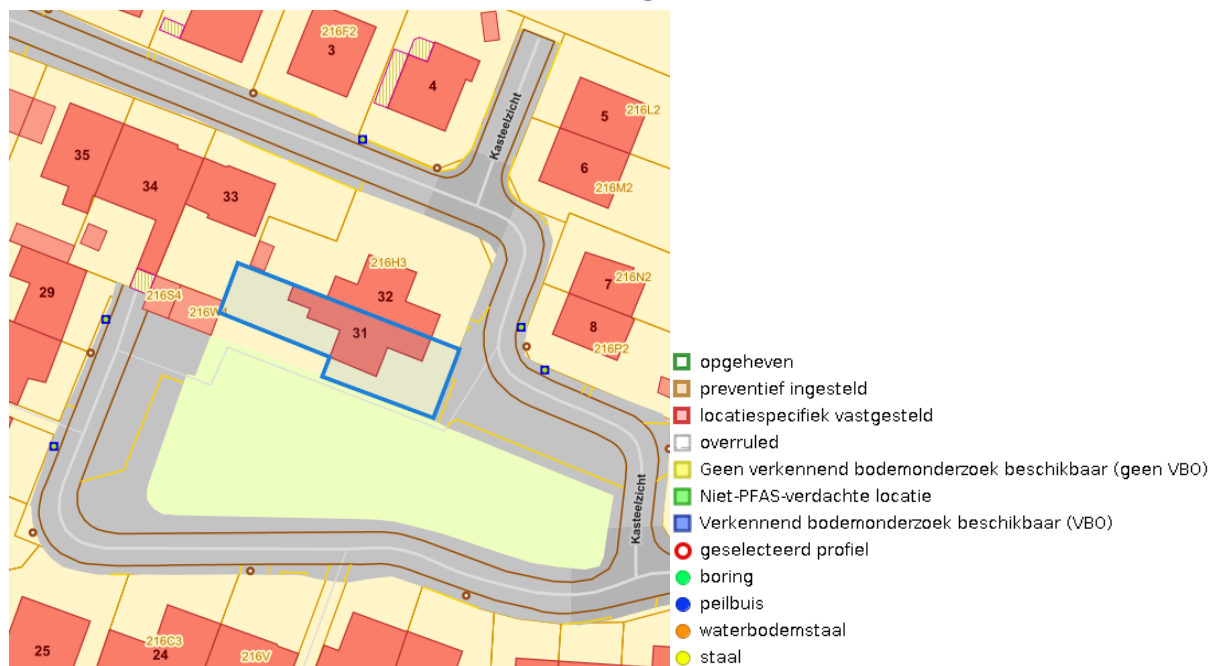 216F2
3
4
Kasteelzicht
5
216L2
6
216M2
35
34
33
216H3
32
7
216N2
29
216S4
31
8
216P2
Kasteelzicht
25
216C3
24
216V
opgeheven
preventief ingesteld
locatiespecifiek vastgesteld
overruled
Geen verkennend bodemonderzoek beschikbaar (geen VBO)
Niet-PFAS-verdachte locatie
Verkennend bodemonderzoek beschikbaar (VBO)
geselecteerd profiel
boring
peilbuis
waterbodemstaal
staal